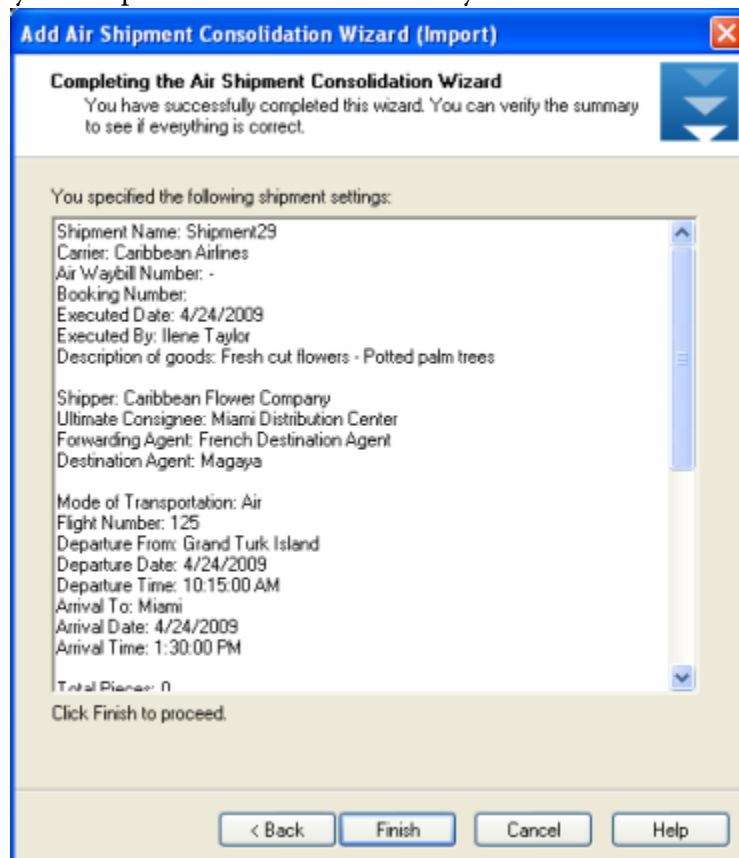 Add Air Shipment Consolidation Wizard (Import)
Completing the Air Shipment Consolidation Wizard
You have successfully completed this wizard. You can verify the summary
to see if everything is correct.
You specified the following shipment settings:
Shipment Name: Shipment29
Carrier: Caribbean Airlines
Air Waybill Number: -
Booking Number:
Executed Date: 4/24/2009
Executed By: Ilene Taylor
Description of goods: Fresh cut flowers - Potted palm trees
Shipper: Caribbean Flower Company
Ultimate Consignee: Miami Distribution Center
Forwarding Agent: French Destination Agent
Destination Agent: Magaya
Mode of Transportation: Air
Flight Number: 125
Departure From: Grand Turk Island
Departure Date: 4/24/2009
Departure Time: 10:15:00 AM
Arrival To: Miami
Arrival Date: 4/24/2009
Arrival Time: 1:30:00 PM
Total Pieces: 0
Click Finish to proceed.
< Back Finish Cancel Help